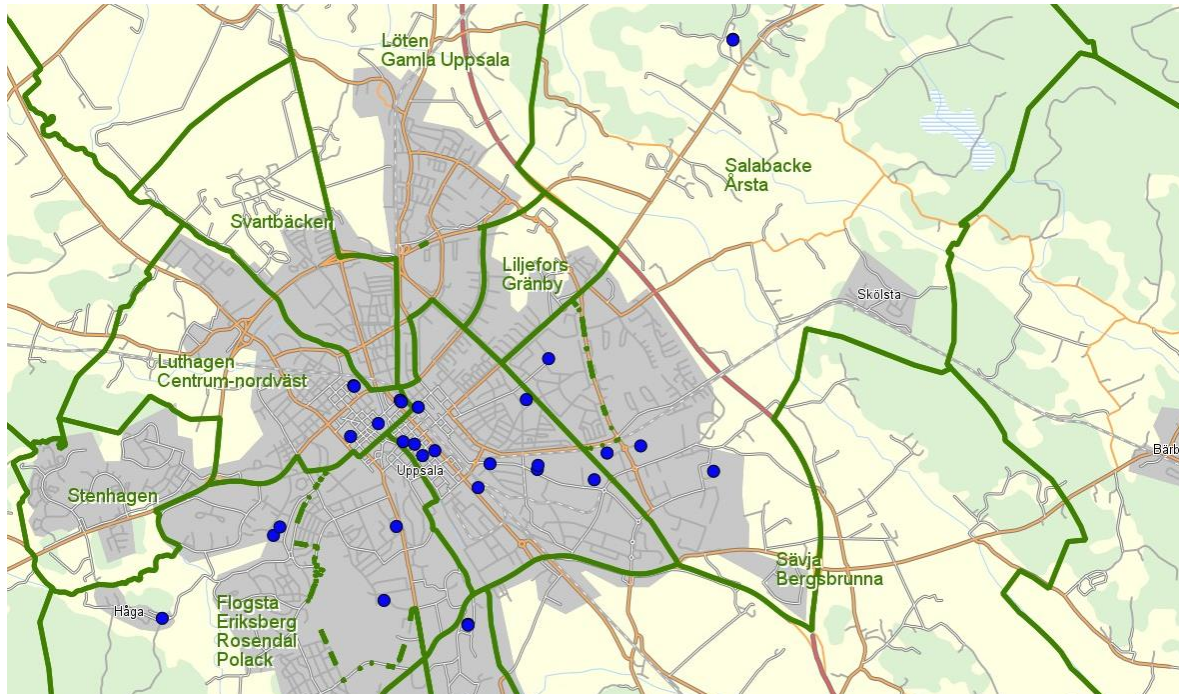 Löten
Gamla Uppsala
Salabacke
Årsta
Svartbäcken
Liljefors
Gränby
Skölsta
Luthagen
Centrum-nordväst
Bärb
Uppsala
Stenhagen
Sävja
Bergsbrunna
Håga
Flogsta
Eriksberg
Rosendal
Polack